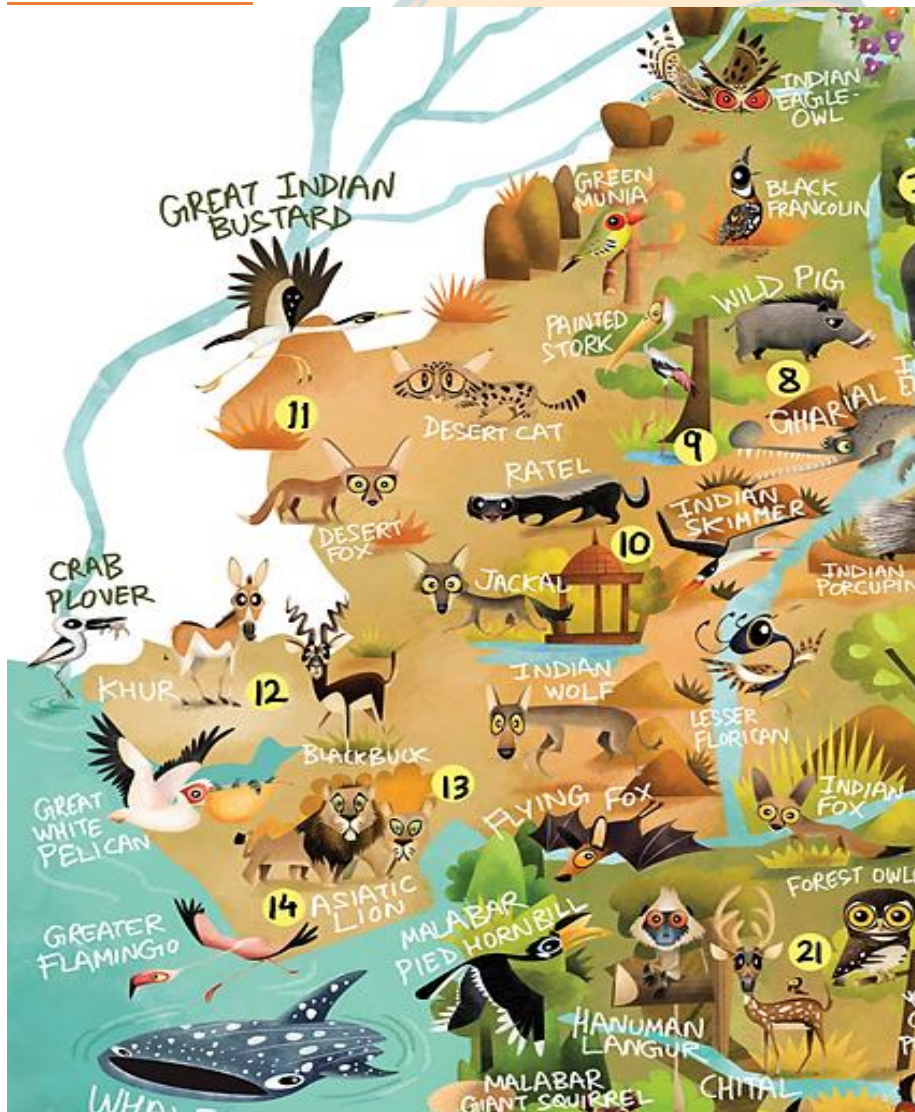 INDIAN
EAGLE-
OWL
GREAT INDIAN
BUSTARD
GREEN
MUNIA
BLACK
FRANCOLIN
PAINTED
STORK
WILD PIG
8
11
DESERT CAT
9
GHARIAL
RATEL
INDIAN
SKIMMER
DESERT
FOX
10
CRAB
PLOVER
JACKAL
INDIAN
PORCUPIN
KHUR
12
INDIAN
WOLF
LESSER
FLORICAN
BLACKBUCK
13
GREAT
WHITE
PELICAN
FLYING FOX
INDIAN
FOX
14
ASIATIC
LION
FOREST OWL
MALABAR
PIED HORNBILL
GREATER
FLAMINGO
21
HANUMAN
LANGUR
MALABAR
GIANT SQUIRREL
CHITAL